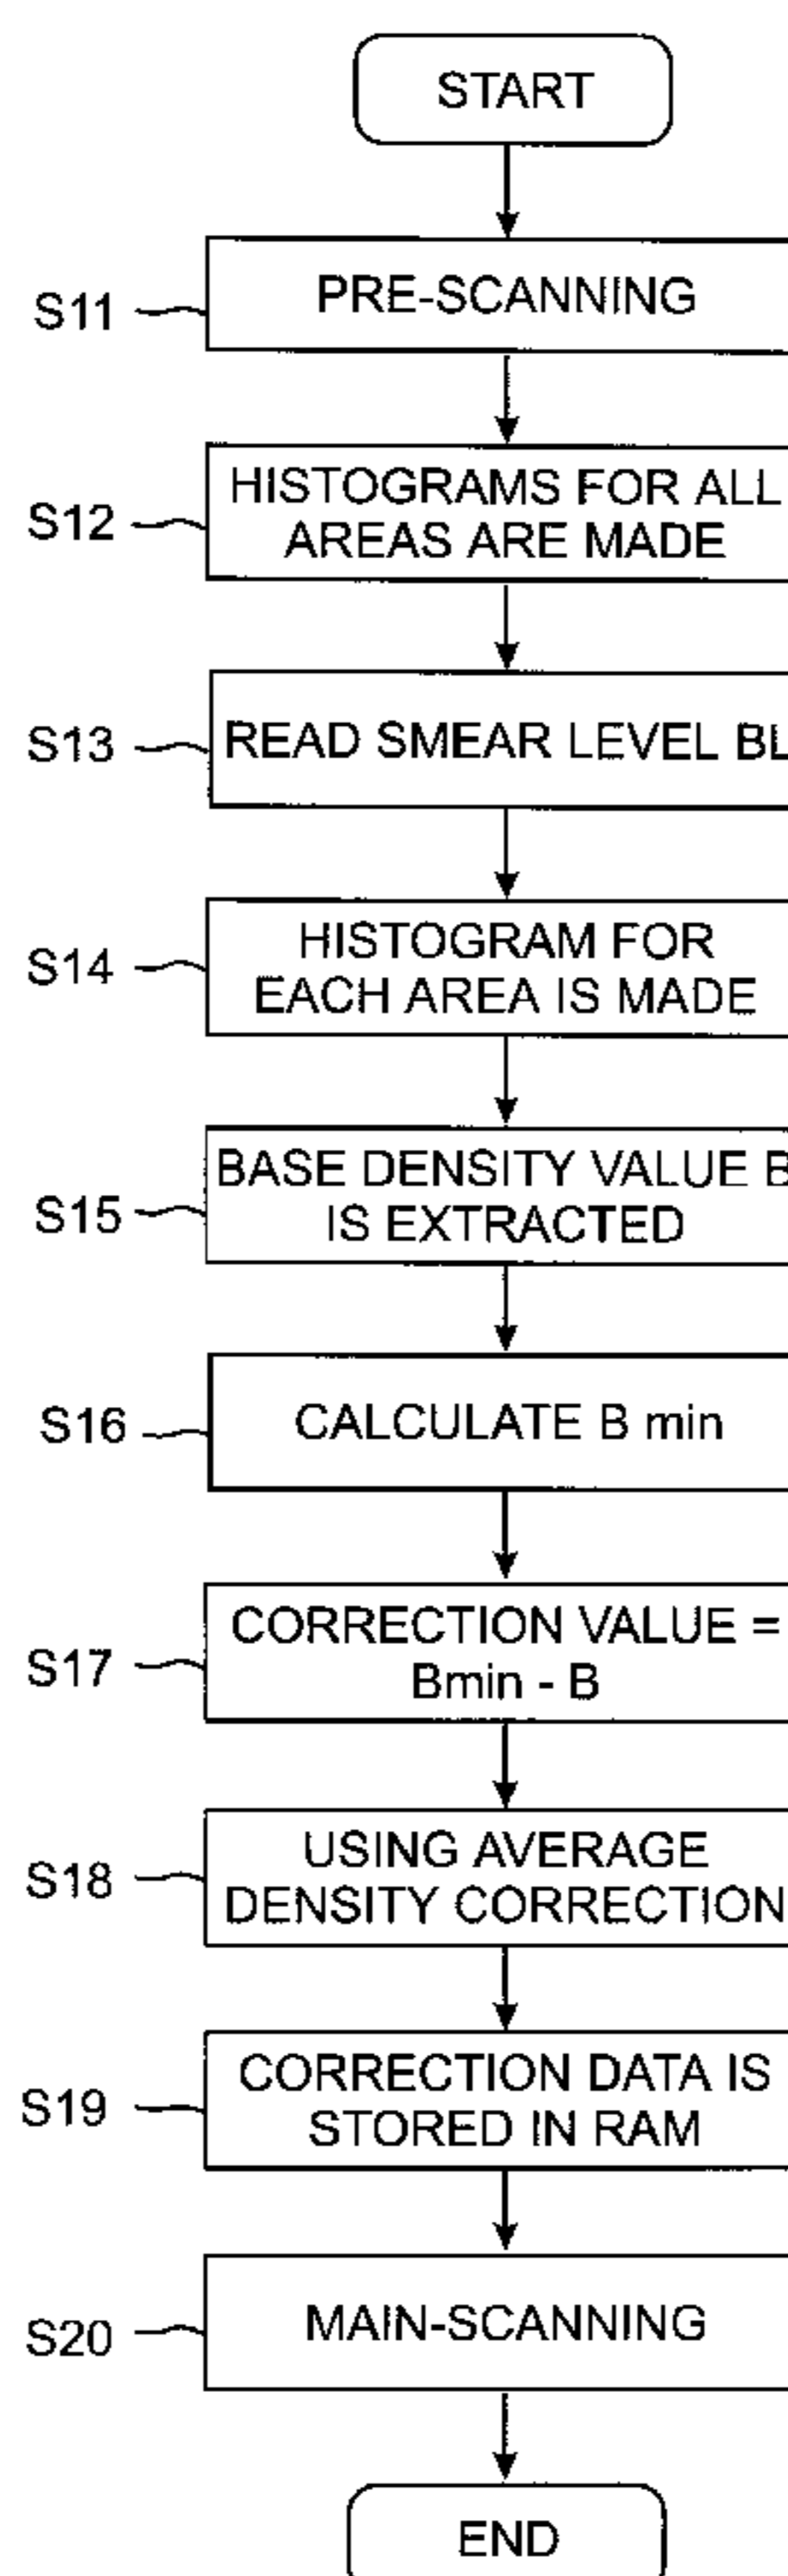 START
S11
PRE-SCANNING
S12
HISTOGRAMS FOR ALL
AREAS ARE MADE
S13
READ SMEAR LEVEL BL
S14
HISTOGRAM FOR
EACH AREA IS MADE
S15
BASE DENSITY VALUE B
IS EXTRACTED
S16
CALCULATE B min
S17
CORRECTION VALUE =
Bmin - B
S18
USING AVERAGE
DENSITY CORRECTION
S19
CORRECTION DATA IS
STORED IN RAM
S20
MAIN-SCANNING
END